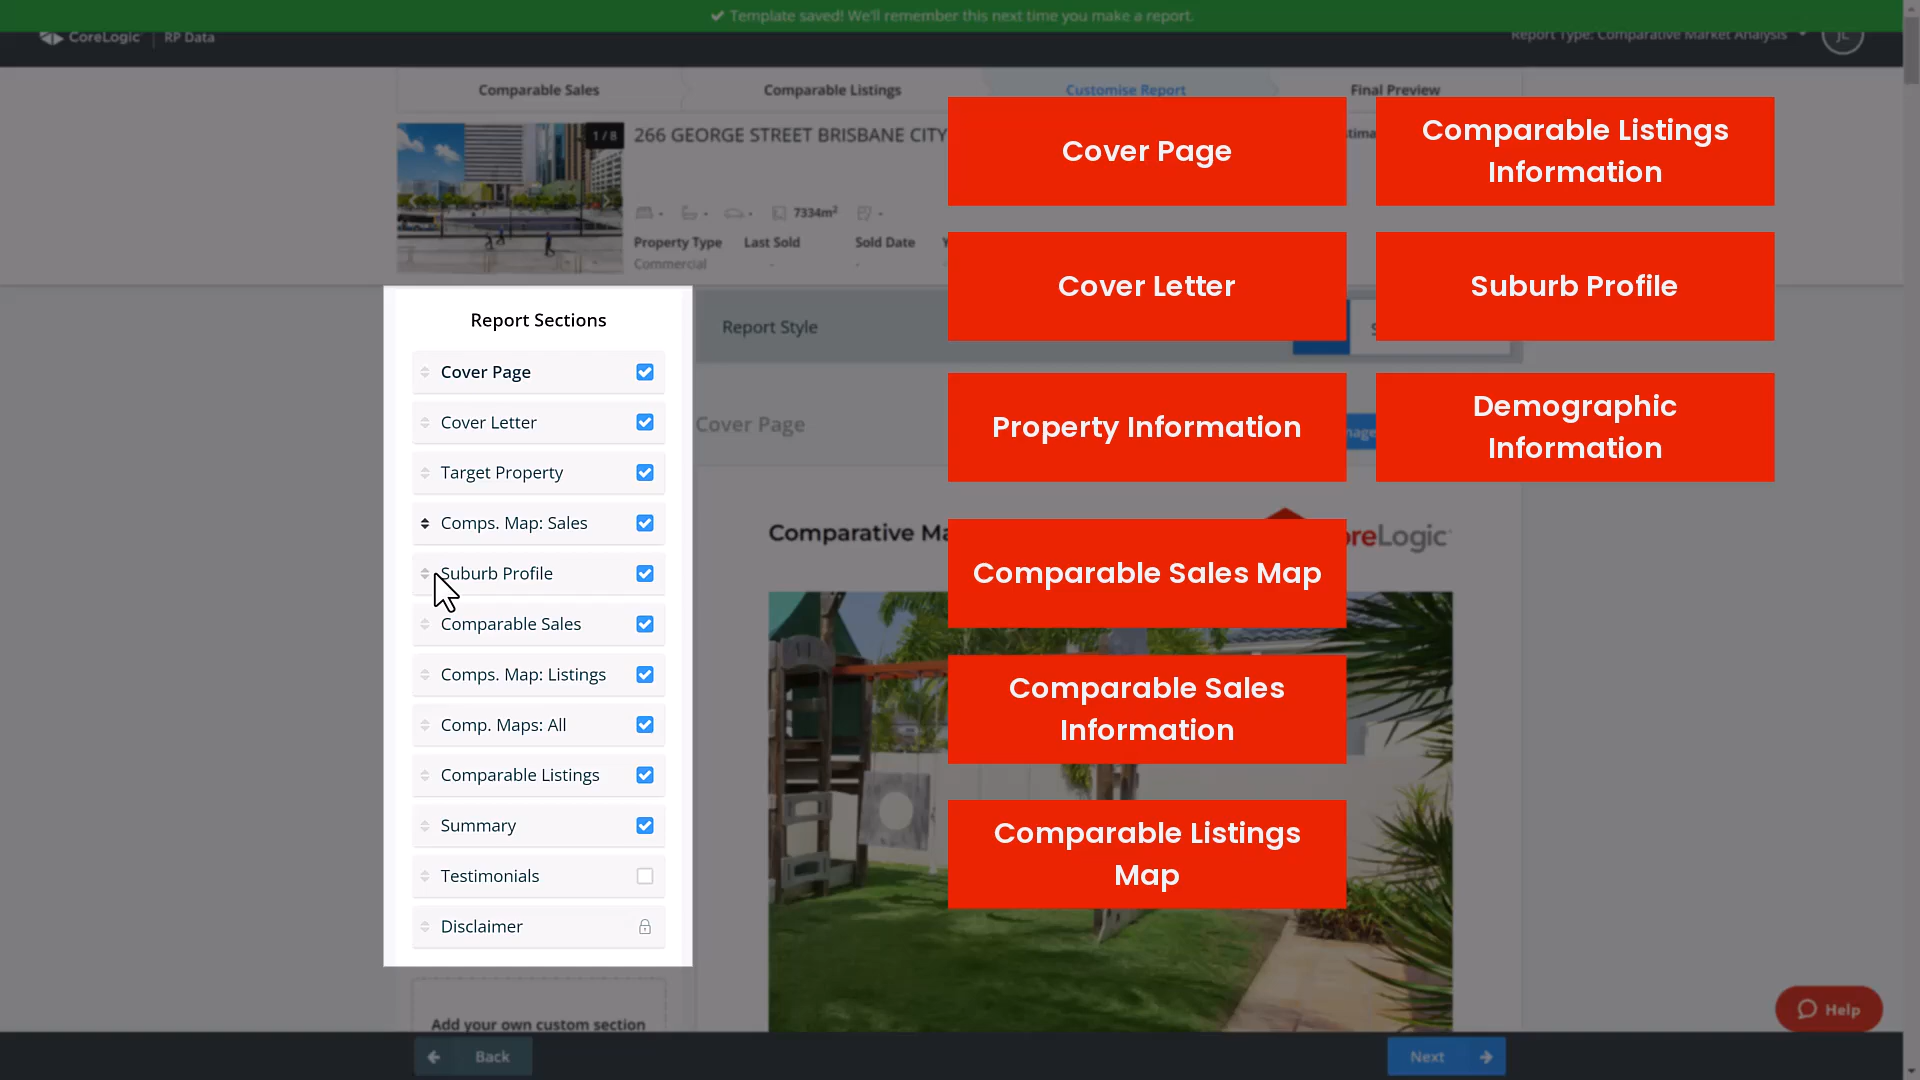 Template saved! We'll remember this next time you make a report.
CoreLogic | RP Data
Report Type: Comparative Market Analysis
JL
Comparable Sales
Comparable Listings
Customise Report
Final Preview
1 / 8
266 GEORGE STREET BRISBANE CITY
- - - 7334m² -
Property Type
Last Sold
Sold Date
Commercial
-
-
Report Sections
Cover Page
Cover Letter
Target Property
Comps. Map: Sales
Suburb Profile
Comparable Sales
Comps. Map: Listings
Comp. Maps: All
Comparable Listings
Summary
Testimonials
Disclaimer
Add your own custom section
Report Style
Cover Page
Comparative
Cover Page
Comparable Listings
Information
Cover Letter
Suburb Profile
Property Information
Demographic
Information
Comparable Sales Map
Comparable Sales
Information
Comparable Listings
Map
Help
Back
Next